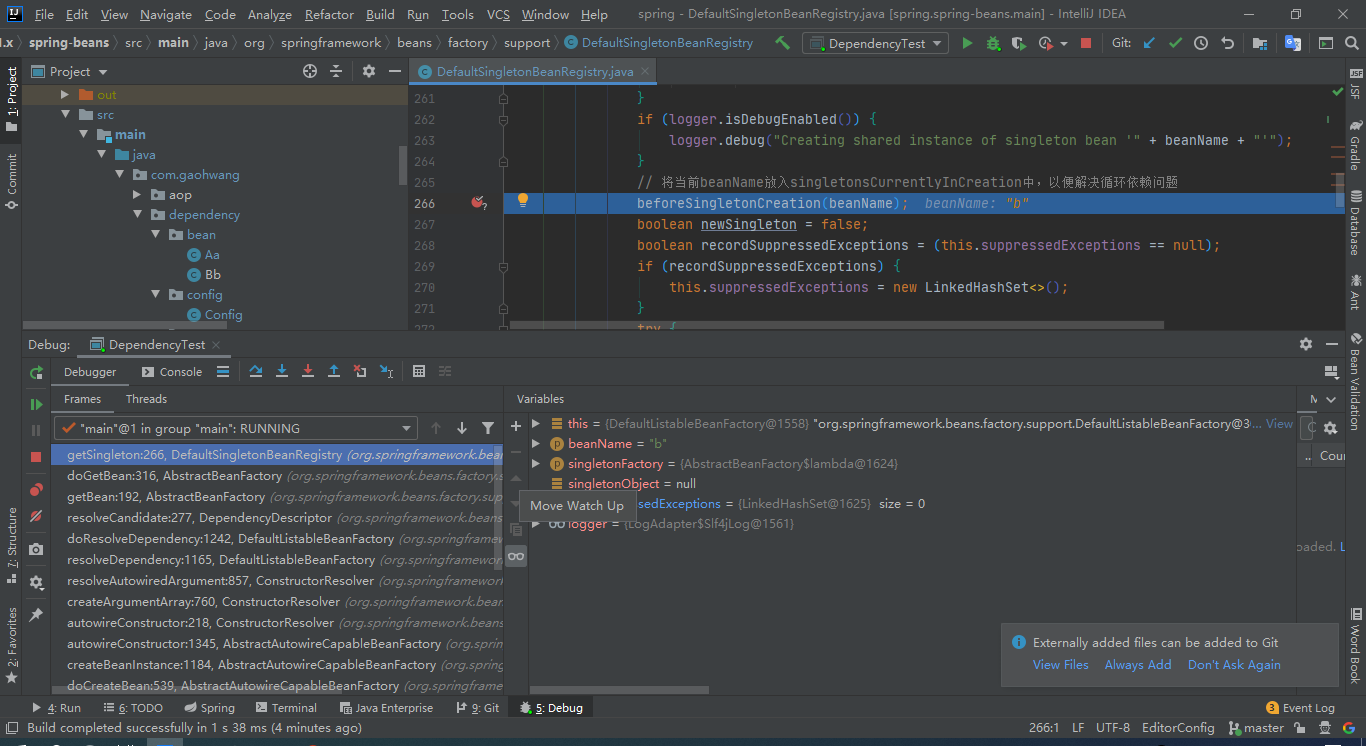 File Edit View Navigate Code Analyze Refactor Build Run Tools VCS Window Help spring - DefaultSingletonBeanRegistry.java [spring.spring-beans.main] - IntelliJ IDEA
.x spring-beans src main java org springframework beans factory support DefaultSingletonBeanRegistry DependencyTest Git:
Project DefaultSingletonBeanRegistry.java
out
src
main
java
com.gaohwang
aop
dependency
bean
Aa
Bb
config
Config
261 }
262 if (logger.isDebugEnabled()) {
263 logger.debug("Creating shared instance of singleton bean '" + beanName + "'");
264 }
265 // 将当前beanName放入singletonsCurrentlyInCreation中，以便解决循环依赖问题
266 beforeSingletonCreation(beanName); beanName: "b"
267 boolean newSingleton = false;
268 boolean recordSuppressedExceptions = (this.suppressedExceptions == null);
269 if (recordSuppressedExceptions) {
270 this.suppressedExceptions = new LinkedHashSet<>();
271 }
272 try {
1: Project
Commit
7: Structure
2: Favorites
JSF
Gradle
Database
Ant
Bean Validation
Word Book
Debug: DependencyTest
Debugger Console
Frames Threads
"main"@1 in group "main": RUNNING
getSingleton:266, DefaultSingletonBeanRegistry (org.springframework.bea
doGetBean:316, AbstractBeanFactory (org.springframework.beans.factory.s
getBean:192, AbstractBeanFactory (org.springframework.beans.factory.sup
resolveCandidate:277, DependencyDescriptor (org.springframework.beans
doResolveDependency:1242, DefaultListableBeanFactory (org.springframew
resolveDependency:1165, DefaultListableBeanFactory (org.springframewor
resolveAutowiredArgument:857, ConstructorResolver (org.springframewor
createArgumentArray:760, ConstructorResolver (org.springframework.bean
autowireConstructor:218, ConstructorResolver (org.springframework.beans
autowireConstructor:1345, AbstractAutowireCapableBeanFactory (org.sprin
createBeanInstance:1184, AbstractAutowireCapableBeanFactory (org.spring
doCreateBean:539, AbstractAutowireCapableBeanFactory (org.springframew
Variables
this = {DefaultListableBeanFactory@1558} "org.springframework.beans.factory.support.DefaultListableBeanFactory@3... View
beanName = "b"
singletonFactory = {AbstractBeanFactory$lambda@1624}
singletonObject = null
sedExceptions = {LinkedHashSet@1625} size = 0
logger = {LogAdapter$Slf4jLog@1561}
Move Watch Up
.. Coun
oaded. L
Externally added files can be added to Git
View Files Always Add Don't Ask Again
4: Run 6: TODO Spring Terminal Java Enterprise 9: Git 5: Debug 3 Event Log
Build completed successfully in 1 s 38 ms (4 minutes ago) 266:1 LF UTF-8 EditorConfig master